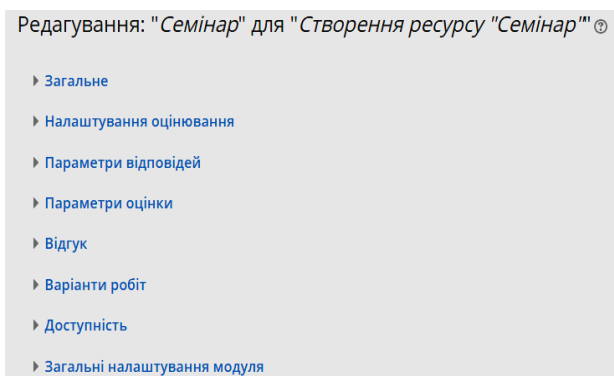 Редагування: "Семінар" для "Створення ресурсу "Семінар""
Загальне
Налаштування оцінювання
Параметри відповідей
Параметри оцінки
Відгук
Варіанти робіт
Доступність
Загальні налаштування модуля